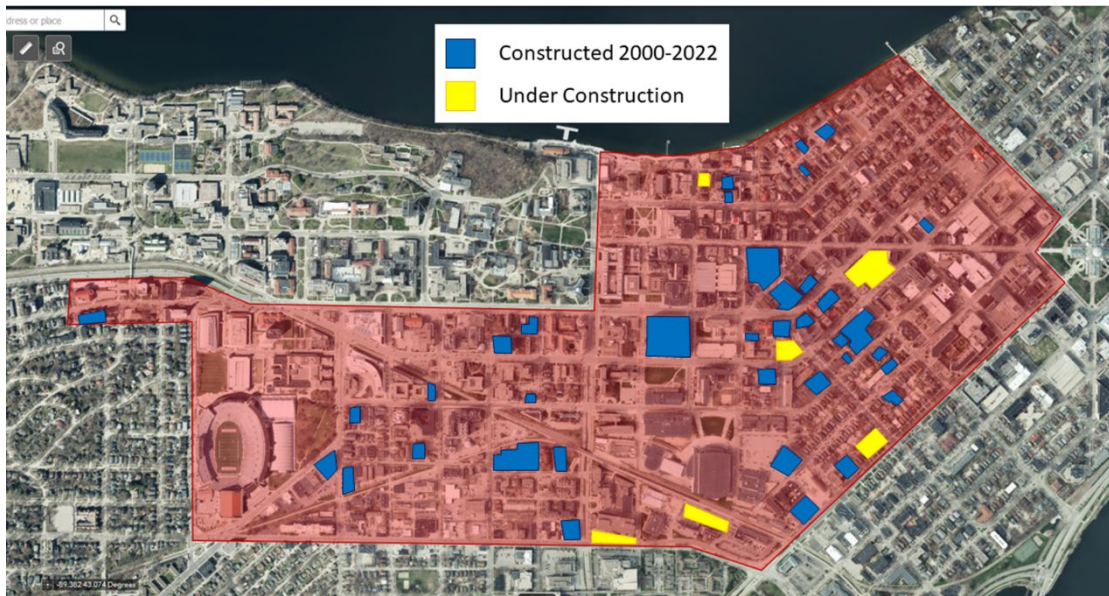 dress or place
Constructed 2000-2022
Under Construction
-89.382 43.074 Degrees